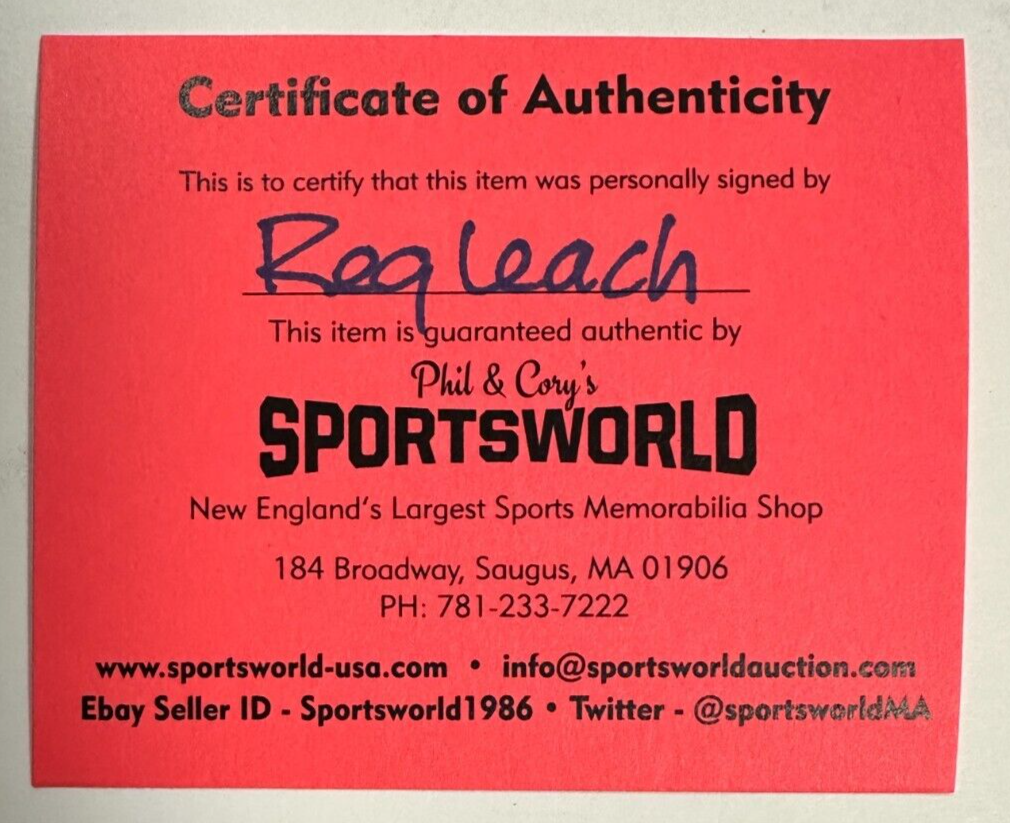 Certificate of Authenticity
This is to certify that this item was personally signed by
Reg Leach
This item is guaranteed authentic by
Phil & Cory's
SPORTSWORLD
New England's Largest Sports Memorabilia Shop
184 Broadway, Saugus, MA 01906
PH: 781-233-7222
www.sportsworld-usa.com • info@sportsworldauction.com
Ebay Seller ID - Sportsworld1986 • Twitter - @sportsworldMA